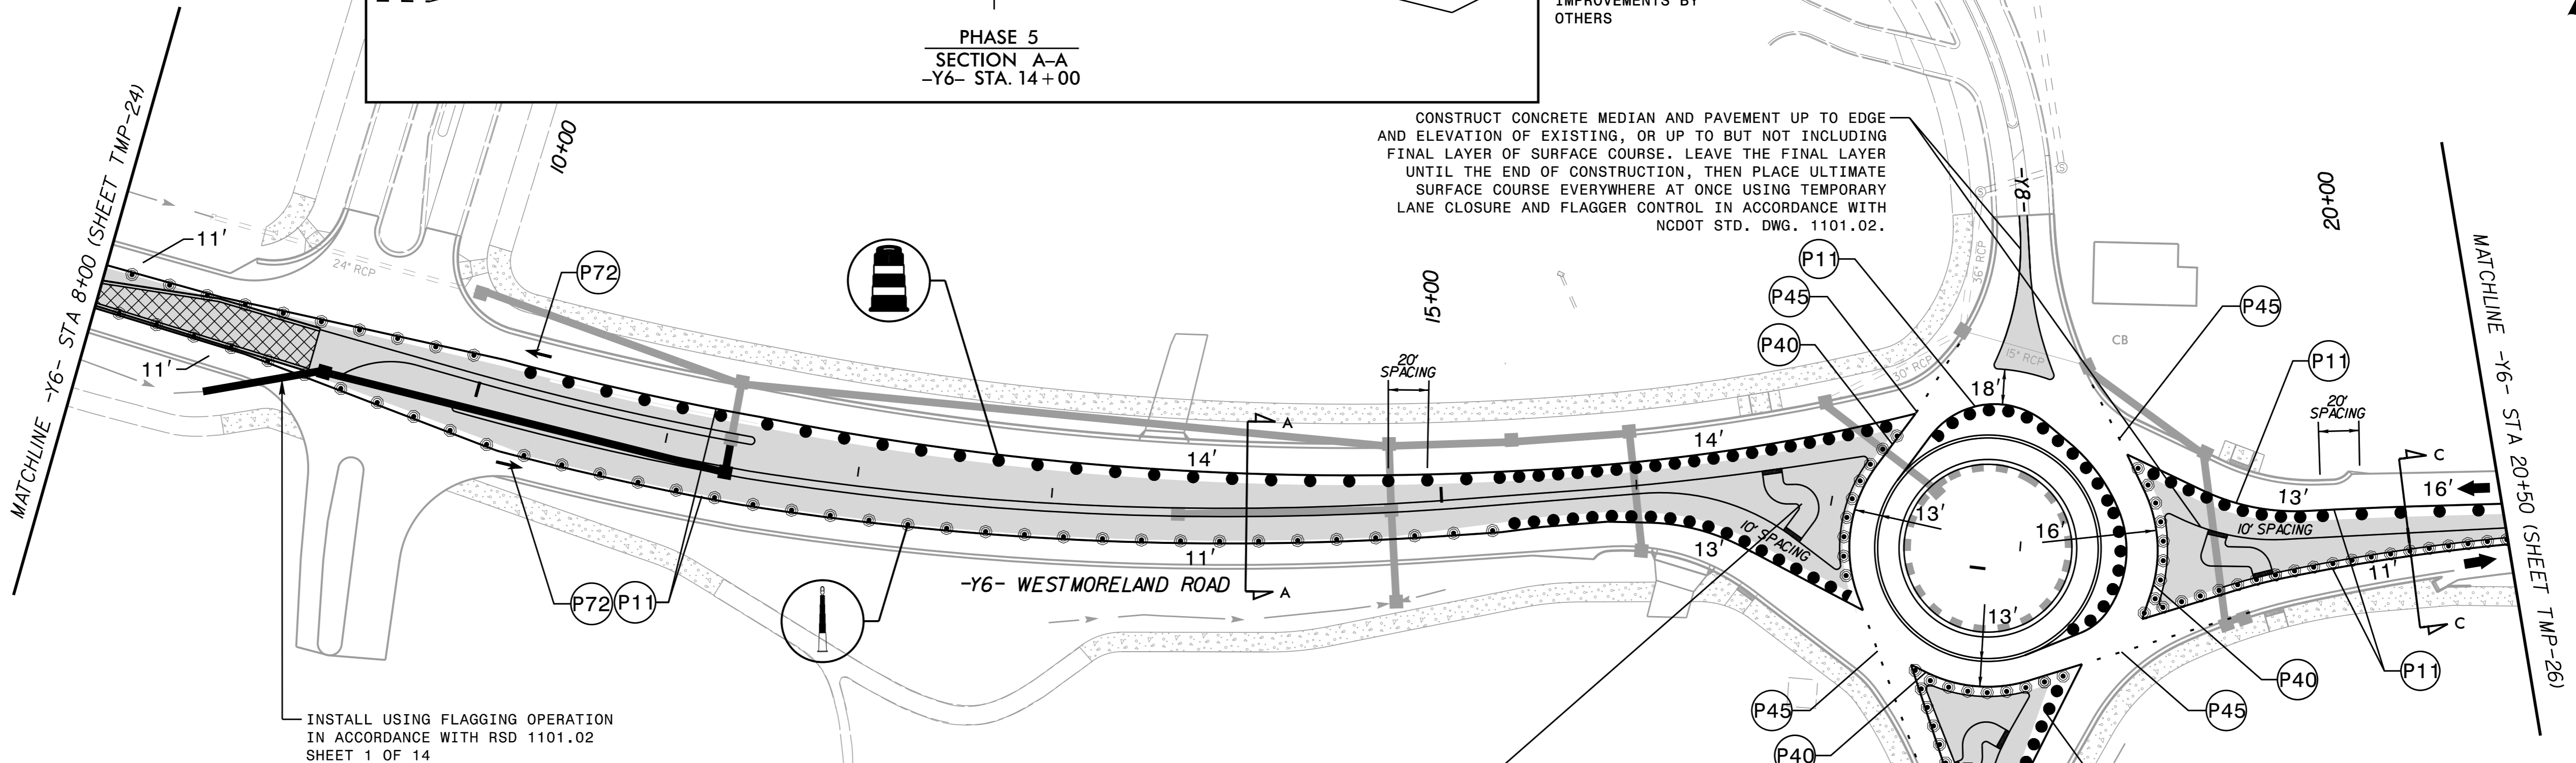 IMPROVEMENTS BY
OTHERS
PHASE 5
SECTION A-A
-Y6- STA. 14+00
MATCHLINE -Y6- STA 8+00 (SHEET TMP-24)
10+00
CONSTRUCT CONCRETE MEDIAN AND PAVEMENT UP TO EDGE
AND ELEVATION OF EXISTING, OR UP TO BUT NOT INCLUDING
FINAL LAYER OF SURFACE COURSE. LEAVE THE FINAL LAYER
UNTIL THE END OF CONSTRUCTION, THEN PLACE ULTIMATE
SURFACE COURSE EVERYWHERE AT ONCE USING TEMPORARY
LANE CLOSURE AND FLAGGER CONTROL IN ACCORDANCE WITH
NCDOT STD. DWG. 1101.02.
-Y8-
20+00
MATCHLINE -Y6- STA 20+50 (SHEET TMP-26)
11'
24" RCP
P72
15+00
P11
P45
P40
36" RCP
S
S
CB
P45
P11
11'
20'
SPACING
30" RCP
15" RCP
18'
20'
SPACING
A
14'
14'
C
13'
16'
13'
16'
10' SPACING
10' SPACING
13'
11'
11'
A
-Y6- WESTMORELAND ROAD
P72
P11
13'
C
P11
P40
P45
P45
P40
INSTALL USING FLAGGING OPERATION
IN ACCORDANCE WITH RSD 1101.02
SHEET 1 OF 14